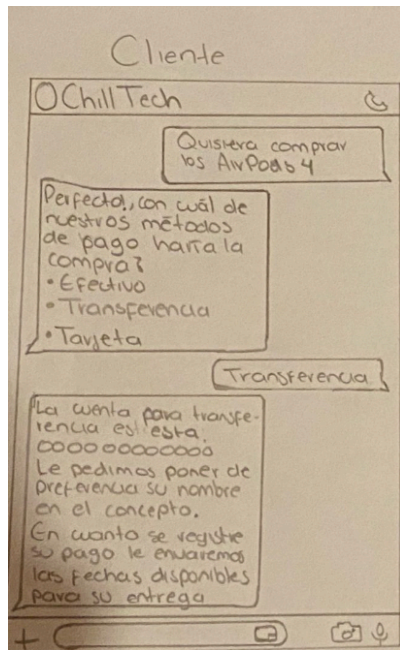 Cliente
ChillTech
Quisiera comprar
los AirPods 4
Perfecto!, ¿con cuál de
nuestros métodos
de pago haría la
compra?
• Efectivo
• Transferencia
• Tarjeta
Transferencia
La cuenta para transfe-
rencia es esta.
000000000000
Le pedimos poner de
preferencia su nombre
en el concepto.
En cuanto se registre
su pago le enviaremos
las fechas disponibles
para su entrega